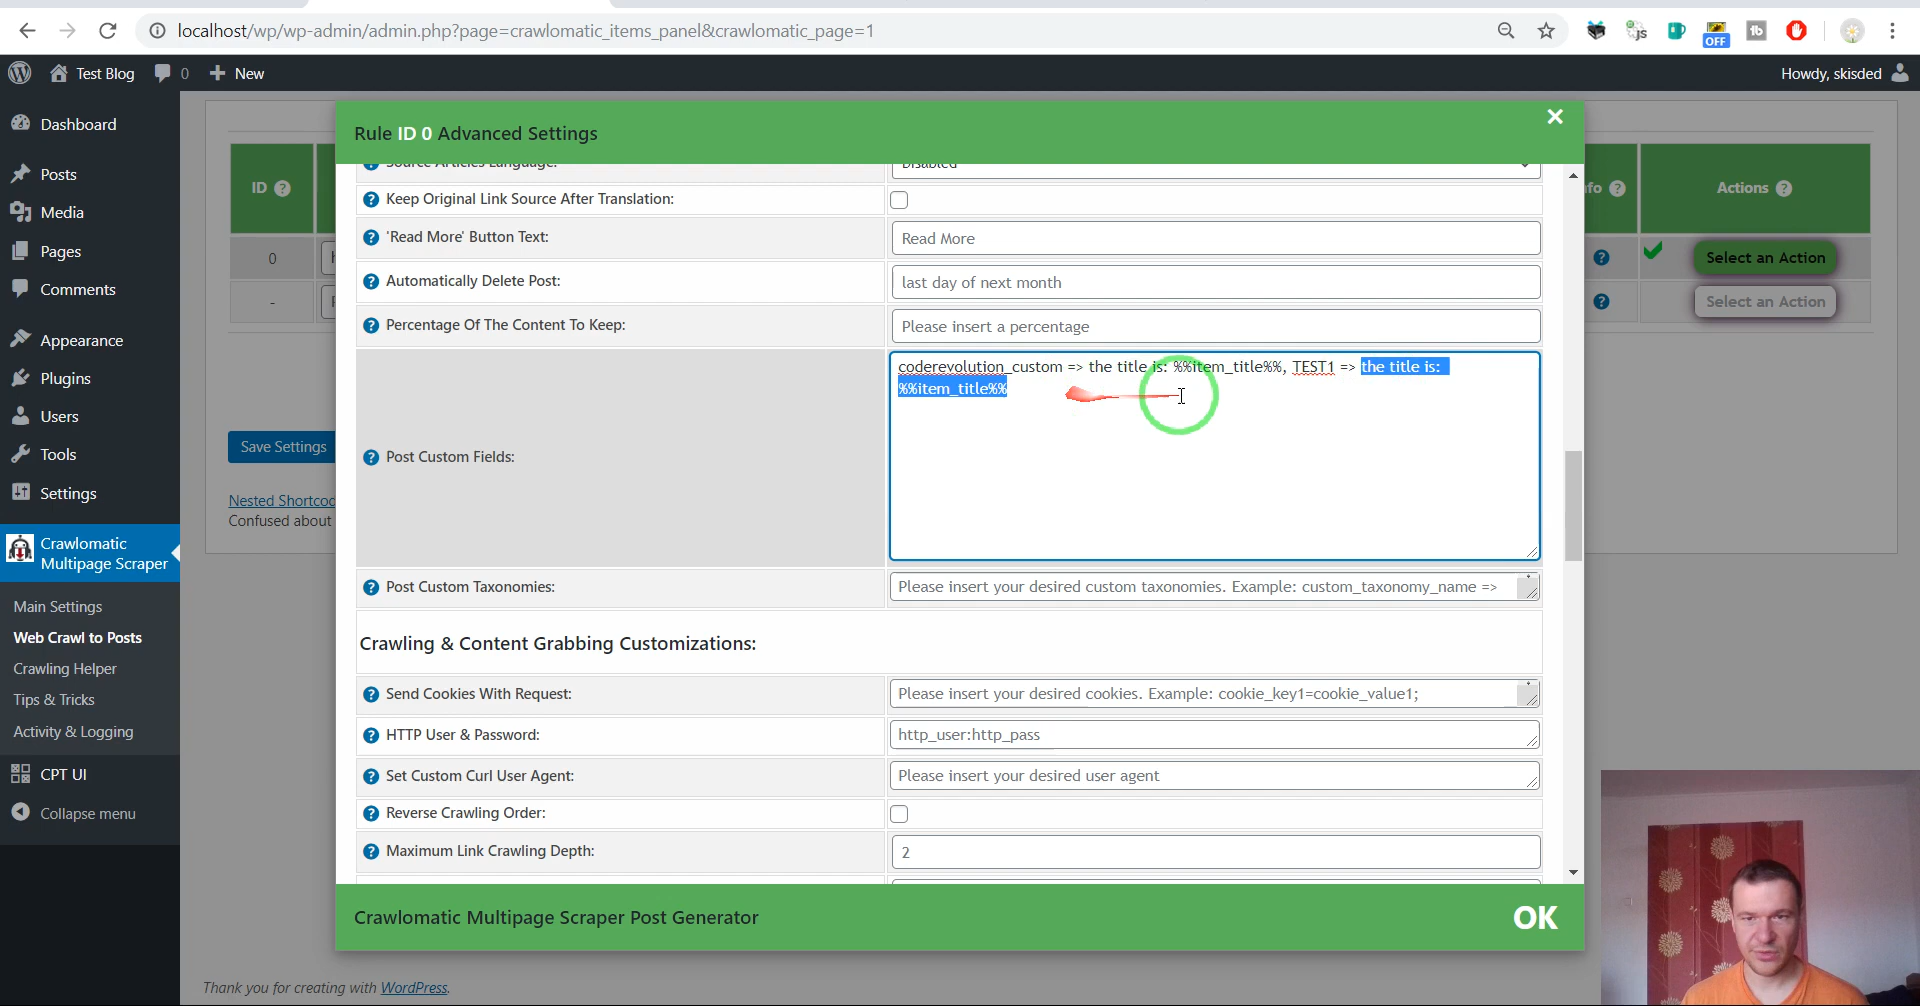 localhost/wp/wp-admin/admin.php?page=crawlomatic_items_panel&crawlomatic_page=1
js
OFF
Test Blog
0
New
Howdy, skisded
Dashboard
Posts
Media
Pages
Comments
Appearance
Plugins
Users
Tools
Settings
Crawlomatic
Multipage Scraper
Main Settings
Web Crawl to Posts
Crawling Helper
Tips & Tricks
Activity & Logging
CPT UI
Collapse menu
ID
0
-
Save Settings
Nested Shortcod
Confused about
Rule ID 0 Advanced Settings
Source Articles Language:
Disabled
Keep Original Link Source After Translation:
'Read More' Button Text:
Read More
Automatically Delete Post:
last day of next month
Percentage Of The Content To Keep:
Please insert a percentage
Post Custom Fields:
coderevolution_custom => the title is: %%item_title%%, TEST1 => the title is:
%%item_title%%
Post Custom Taxonomies:
Please insert your desired custom taxonomies. Example: custom_taxonomy_name =>
Crawling & Content Grabbing Customizations:
Send Cookies With Request:
Please insert your desired cookies. Example: cookie_key1=cookie_value1;
HTTP User & Password:
http_user:http_pass
Set Custom Curl User Agent:
Please insert your desired user agent
Reverse Crawling Order:
Maximum Link Crawling Depth:
2
Crawlomatic Multipage Scraper Post Generator
OK
fo
Actions
Select an Action
Select an Action
Thank you for creating with WordPress.